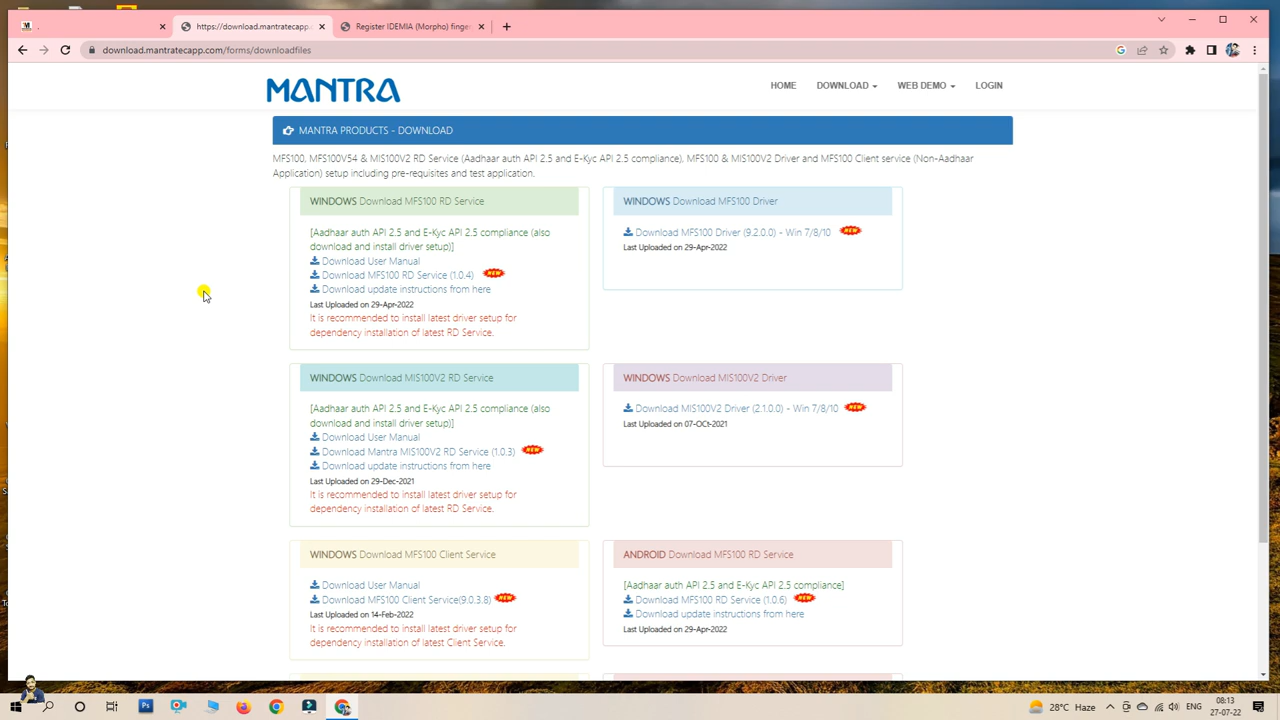 https://download.mantratecapp.
Register IDEMIA (Morpho) finge
download.mantratecapp.com/forms/downloadfiles
MANTRA
HOME
DOWNLOAD
WEB DEMO
LOGIN
MANTRA PRODUCTS - DOWNLOAD
MFS100, MFS100V54 & MIS100V2 RD Service (Aadhaar auth API 2.5 and E-Kyc API 2.5 compliance), MFS100 & MIS100V2 Driver and MFS100 Client service (Non-Aadhaar
Application) setup including pre-requisites and test application.
WINDOWS Download MFS100 RD Service
[Aadhaar auth API 2.5 and E-Kyc API 2.5 compliance (also
download and install driver setup)]
Download User Manual
Download MFS100 RD Service (1.0.4) NEW
Download update instructions from here
Last Uploaded on 29-Apr-2022
It is recommended to install latest driver setup for
dependency installation of latest RD Service.
WINDOWS Download MFS100 Driver
Download MFS100 Driver (9.2.0.0) - Win 7/8/10 NEW
Last Uploaded on 29-Apr-2022
WINDOWS Download MIS100V2 RD Service
[Aadhaar auth API 2.5 and E-Kyc API 2.5 compliance (also
download and install driver setup)]
Download User Manual
Download Mantra MIS100V2 RD Service (1.0.3) NEW
Download update instructions from here
Last Uploaded on 29-Dec-2021
It is recommended to install latest driver setup for
dependency installation of latest RD Service.
WINDOWS Download MIS100V2 Driver
Download MIS100V2 Driver (2.1.0.0) - Win 7/8/10 NEW
Last Uploaded on 07-OCt-2021
WINDOWS Download MFS100 Client Service
Download User Manual
Download MFS100 Client Service(9.0.3.8) NEW
Last Uploaded on 14-Feb-2022
It is recommended to install latest driver setup for
dependency installation of latest Client Service.
ANDROID Download MFS100 RD Service
[Aadhaar auth API 2.5 and E-Kyc API 2.5 compliance]
Download MFS100 RD Service (1.0.6) NEW
Download update instructions from here
Last Uploaded on 29-Apr-2022
Ps
28°C Haze
ENG
08:13
27-07-22